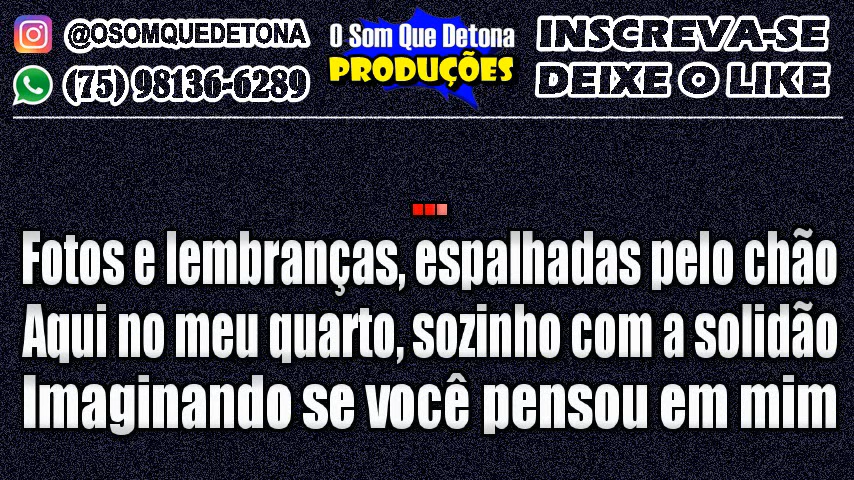 @OSOMQUEDETONA
(75) 98136-6289
O Som Que Detona
PRODUÇÕES
INSCREVA-SE
DEIXE O LIKE
Fotos e lembranças, espalhadas pelo chão
Aqui no meu quarto, sozinho com a solidão
Imaginando se você pensou em mim